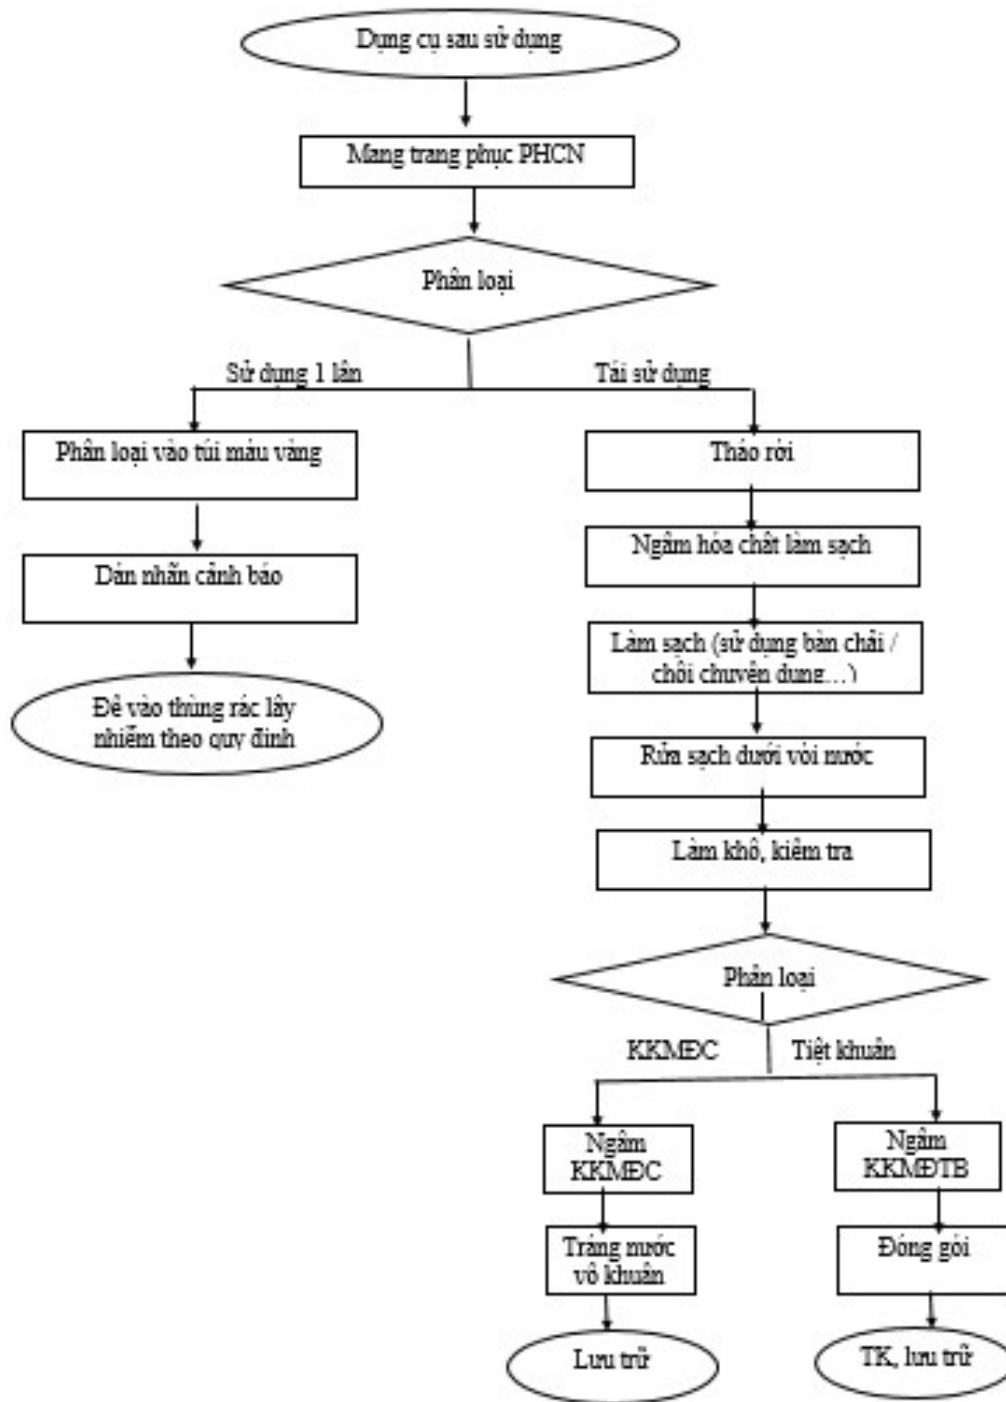 Dụng cụ sau sử dụng
Mang trang phục PHCN
Phân loại
Sử dụng 1 lần
Tái sử dụng
Phân loại vào túi màu vàng
Dán nhãn cảnh báo
Để vào thùng rác lây
nhiễm theo quy định
Tháo rời
Ngâm hóa chất làm sạch
Làm sạch (sử dụng bàn chải /
chổi chuyên dụng…)
Rửa sạch dưới vòi nước
Làm khô, kiểm tra
Phân loại
KKMĐC
Tiệt khuẩn
Ngâm
KKMĐC
Tráng nước
vô khuẩn
Lưu trữ
Ngâm
KKMĐTB
Đóng gói
TK, lưu trữ